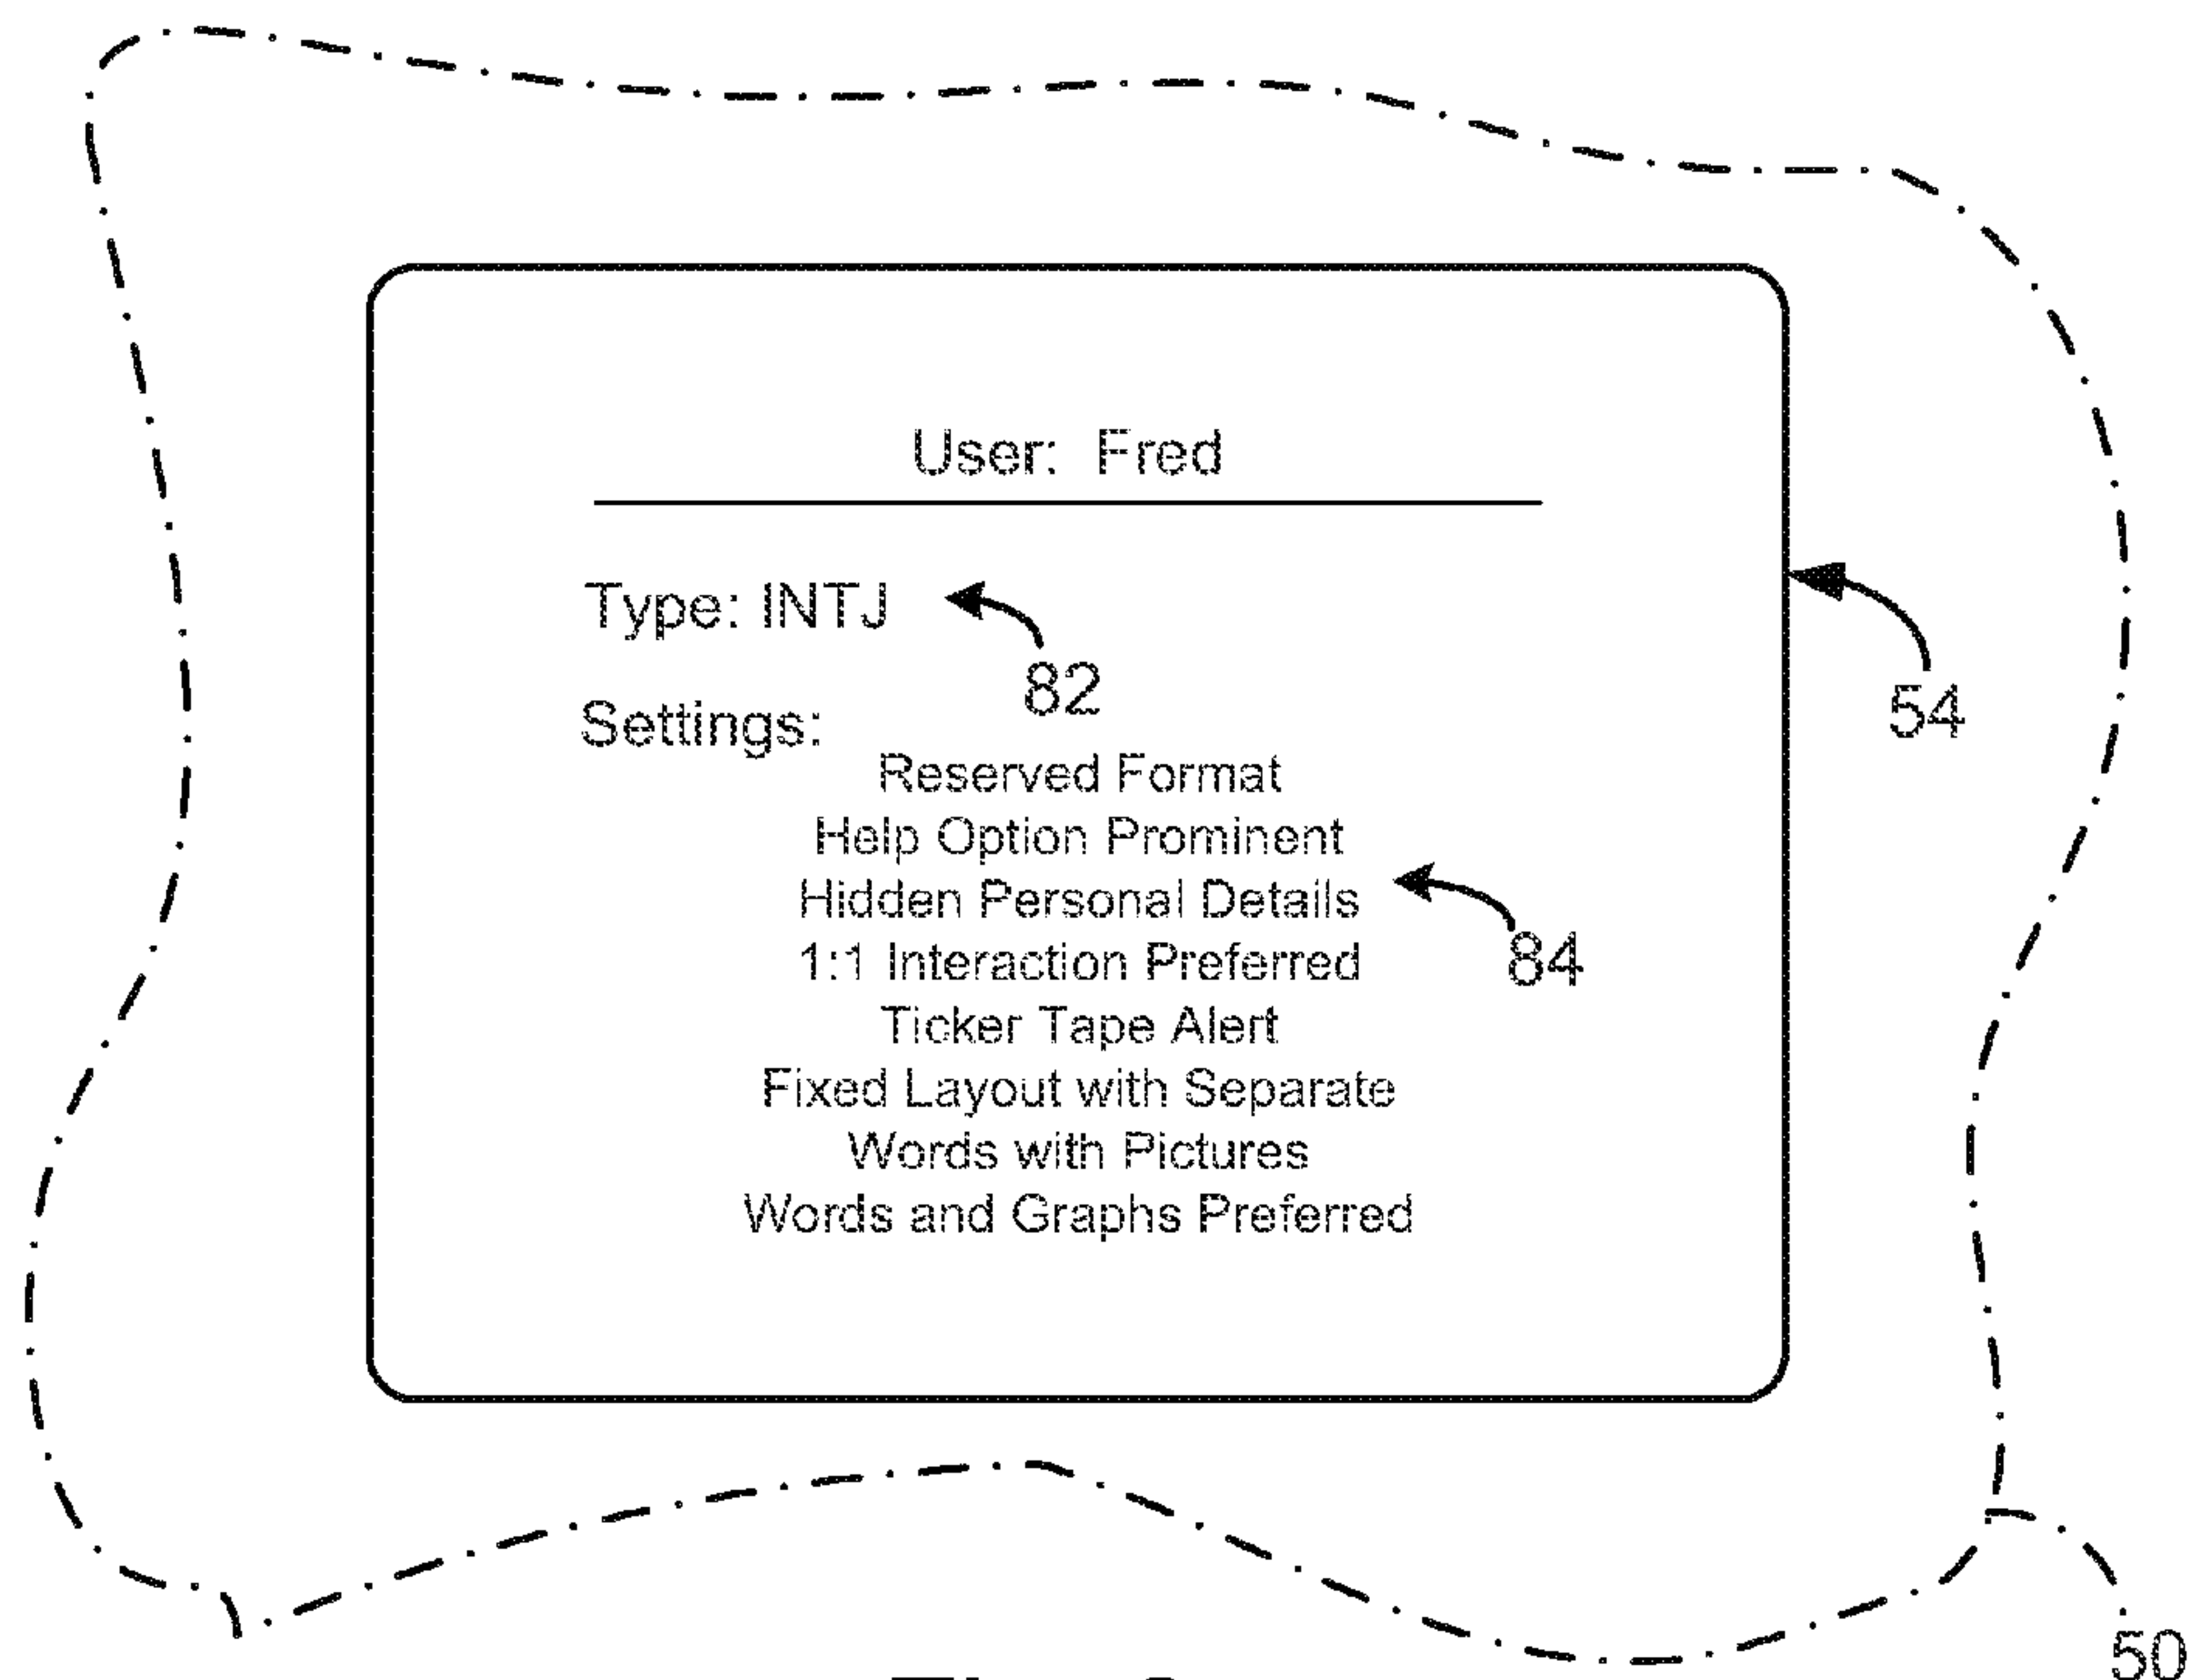 User: Fred
Type: INTJ
82
54
Settings:
Reserved Format
Help Option Prominent
Hidden Personal Details
84
1:1 Interaction Preferred
Ticker Tape Alert
Fixed Layout with Separate
Words with Pictures
Words and Graphs Preferred
50